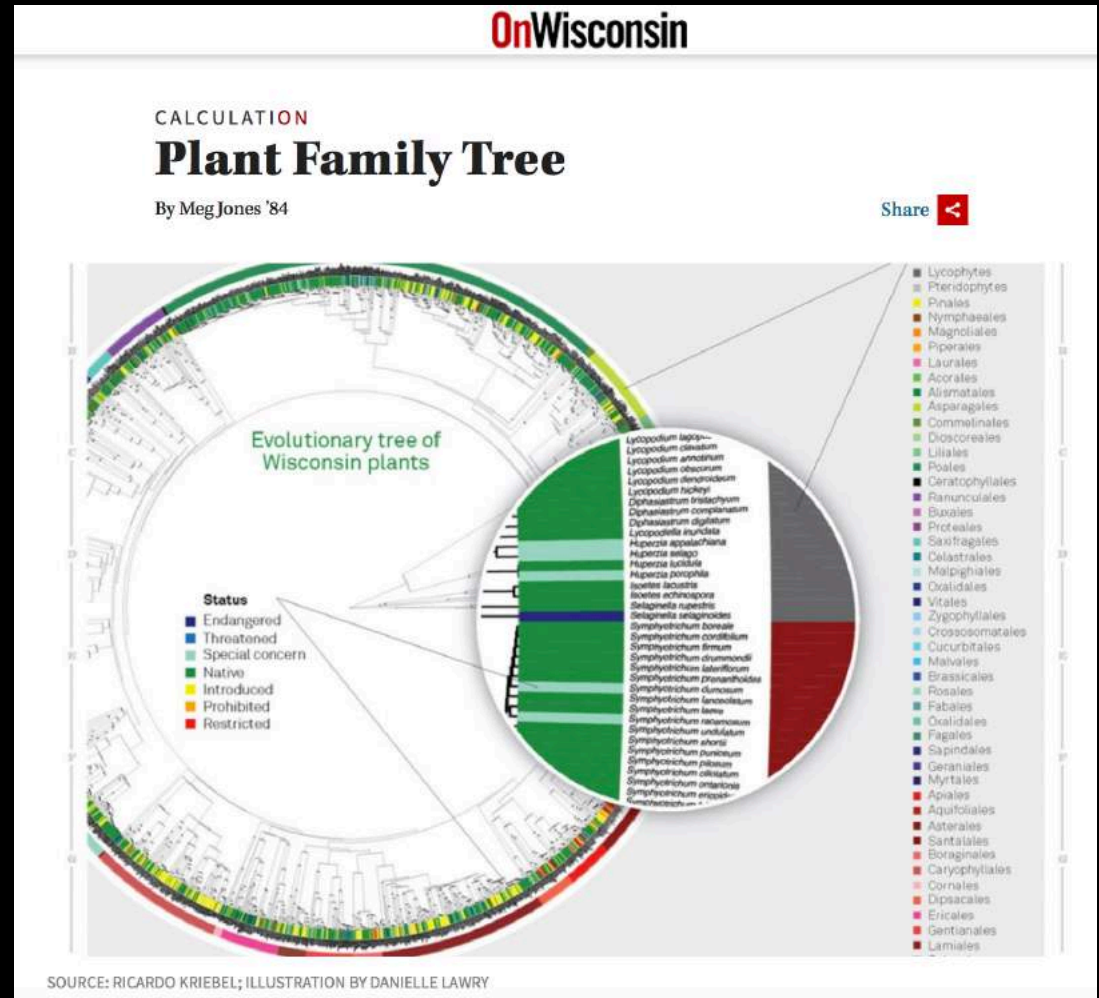 OnWisconsin
CALCULATION
Plant Family Tree
By Meg Jones '84
Share
Evolutionary tree of
Wisconsin plants
Status
Endangered
Threatened
Special concern
Native
Introduced
Prohibited
Restricted
Lycopodium
Lycopodium clavatum
Lycopodium annotinum
Lycopodium obscurum
Lycopodium dendroideum
Lycopodium hickeyi
Diphasiastrum tristachyum
Diphasiastrum complanatum
Diphasiastrum digitatum
Lycopodiella inundata
Huperzia appalachiana
Huperzia selago
Huperzia lucidula
Huperzia porophila
Isoetes lacustris
Isoetes echinospora
Selaginella rupestris
Selaginella selaginoides
Symphyotrichum boreale
Symphyotrichum cordifolium
Symphyotrichum firmum
Symphyotrichum drummondii
Symphyotrichum lateriflorum
Symphyotrichum prenanthoides
Symphyotrichum dumosum
Symphyotrichum lanceolatum
Symphyotrichum laeve
Symphyotrichum racemosum
Symphyotrichum undulatum
Symphyotrichum shortii
Symphyotrichum puniceum
Symphyotrichum pilosum
Symphyotrichum ciliolatum
Symphyotrichum ontarionis
Symphyotrichum
Lycophytes
Pteridophytes
Pinales
Nymphaeales
Magnoliales
Piperales
Laurales
Acorales
Alismatales
Asparagales
Commelinales
Dioscoreales
Liliales
Poales
Ceratophyllales
Ranunculales
Buxales
Proteales
Saxifragales
Celastrales
Malpighiales
Oxalidales
Vitales
Zygophyllales
Crossosomatales
Cucurbitales
Malvales
Brassicales
Rosales
Fabales
Oxalidales
Fagales
Sapindales
Geraniales
Myrtales
Apiales
Aquifoliales
Asterales
Santalales
Boraginales
Caryophyllales
Cornales
Dipsacales
Ericales
Gentianales
Lamiales
SOURCE: RICARDO KRIEBEL; ILLUSTRATION BY DANIELLE LAWRY